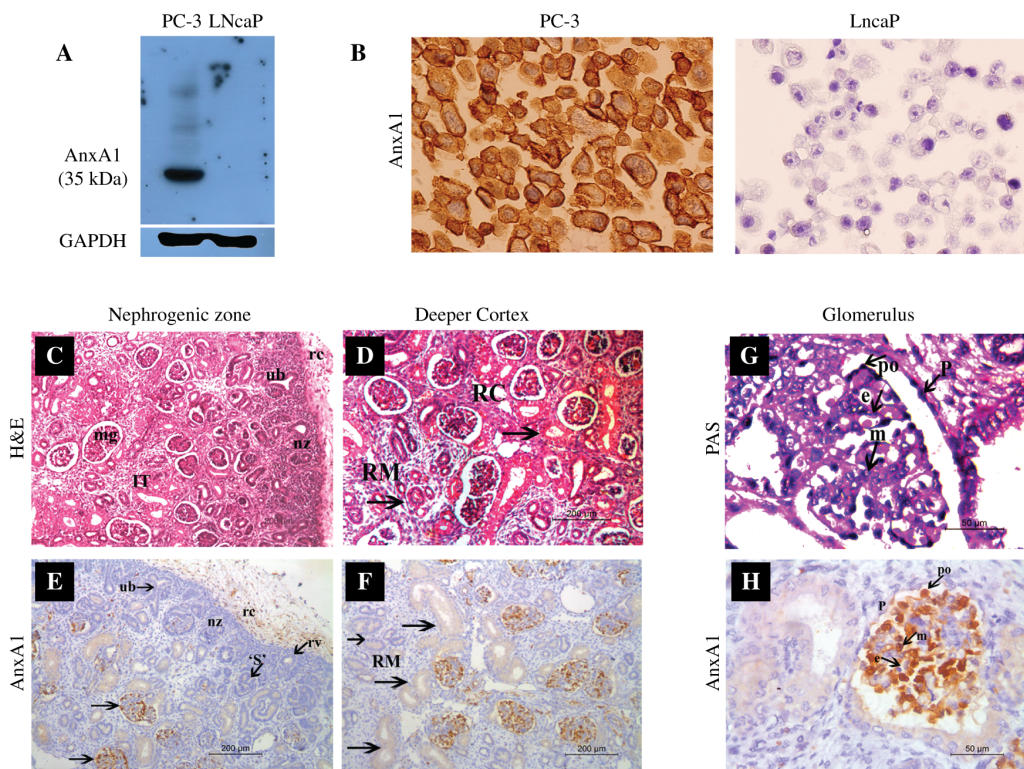 PC-3 LNcaP
A
AnxA1
(35 kDa)
GAPDH
B
PC-3
LncaP
AnxA1
Nephrogenic zone
Deeper Cortex
Glomerulus
H&E
C
rc
ub
mg
nz
IT
200 µm
D
RC
RM
200 µm
PAS
G
po
P
e
m
50 µm
AnxA1
E
ub
rc
nz
rv
'S'
200 µm
F
RM
200 µm
AnxA1
H
po
P
m
e
50 µm